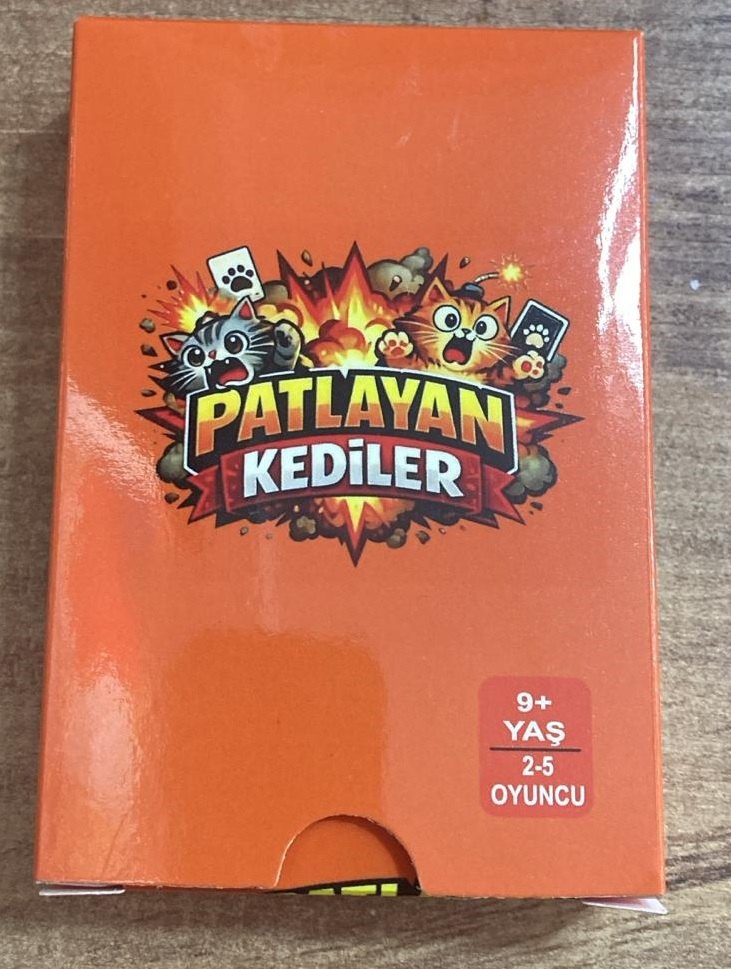 PATLAYAN
KEDİLER
9+
YAŞ
2-5
OYUNCU